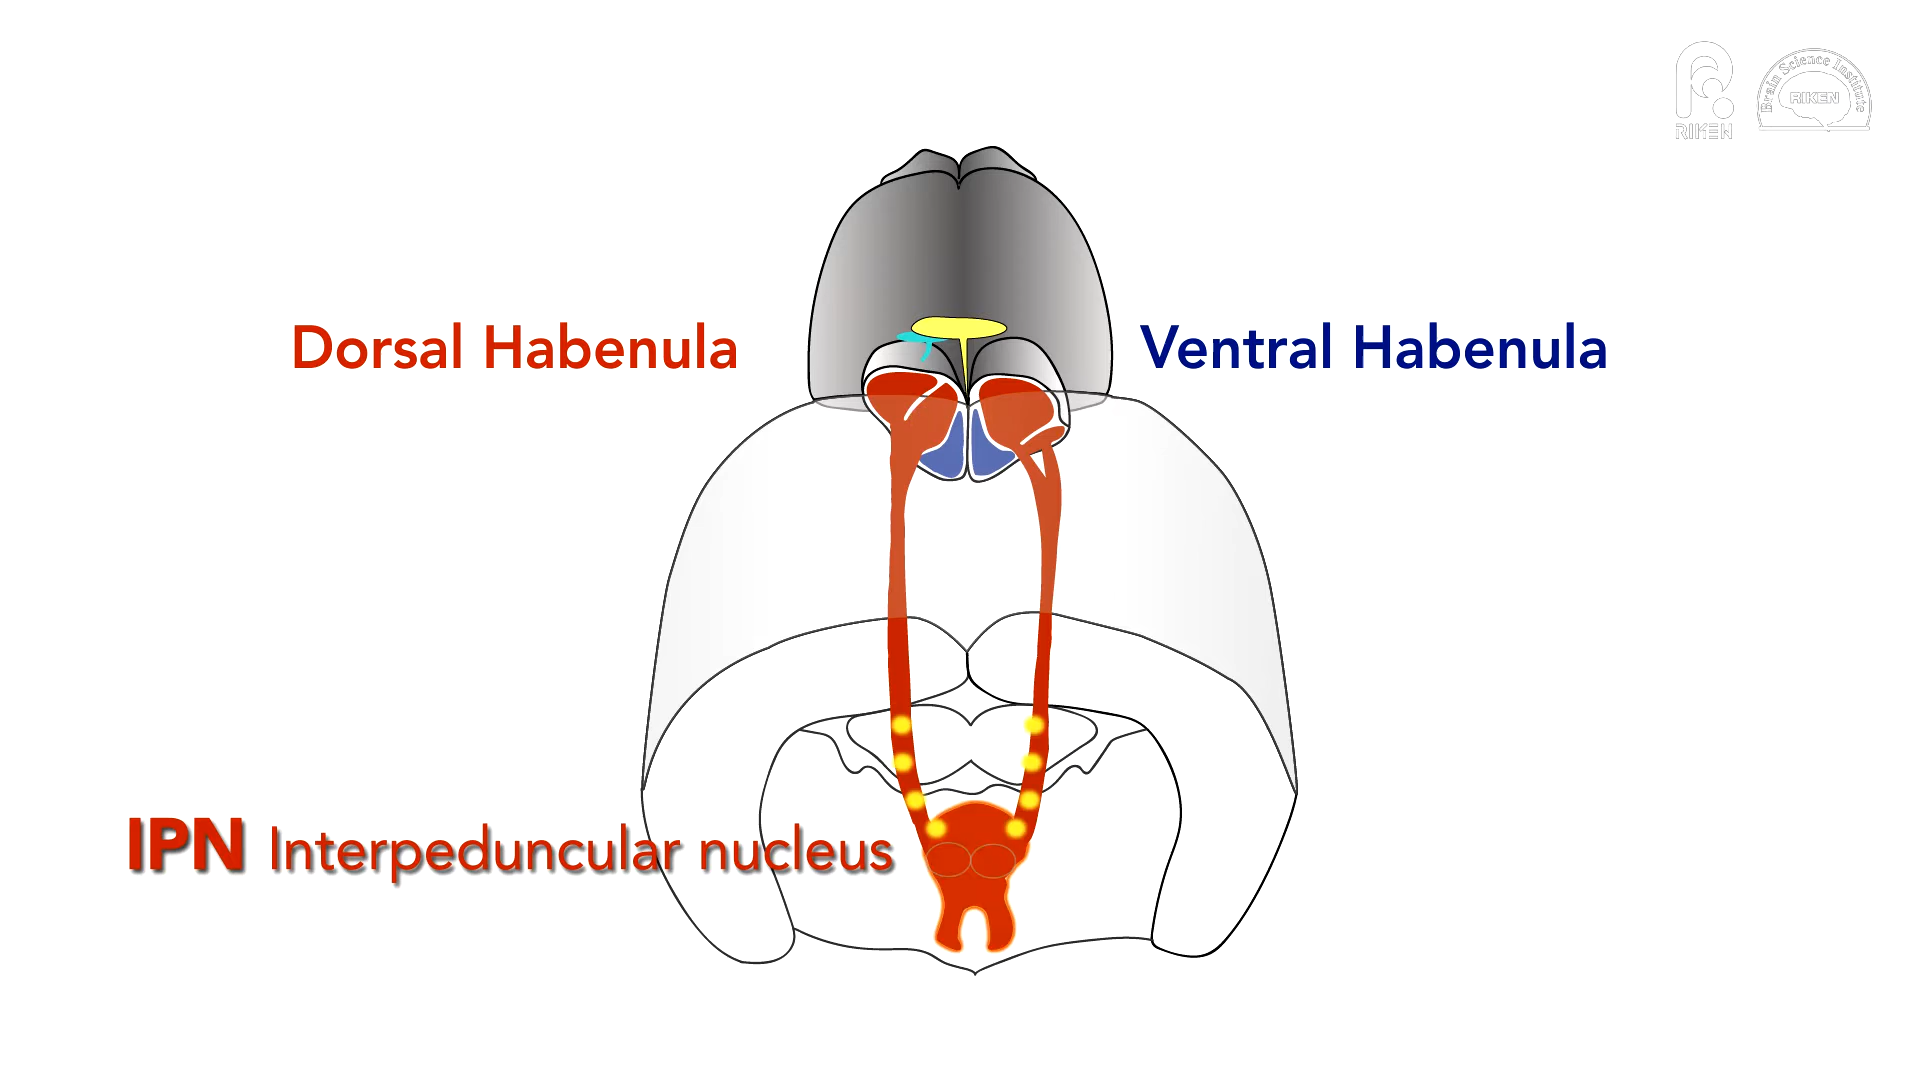 RIKEN
Brain Science Institute
RIKEN
Dorsal Habenula
Ventral Habenula
IPN Interpeduncular nucleus